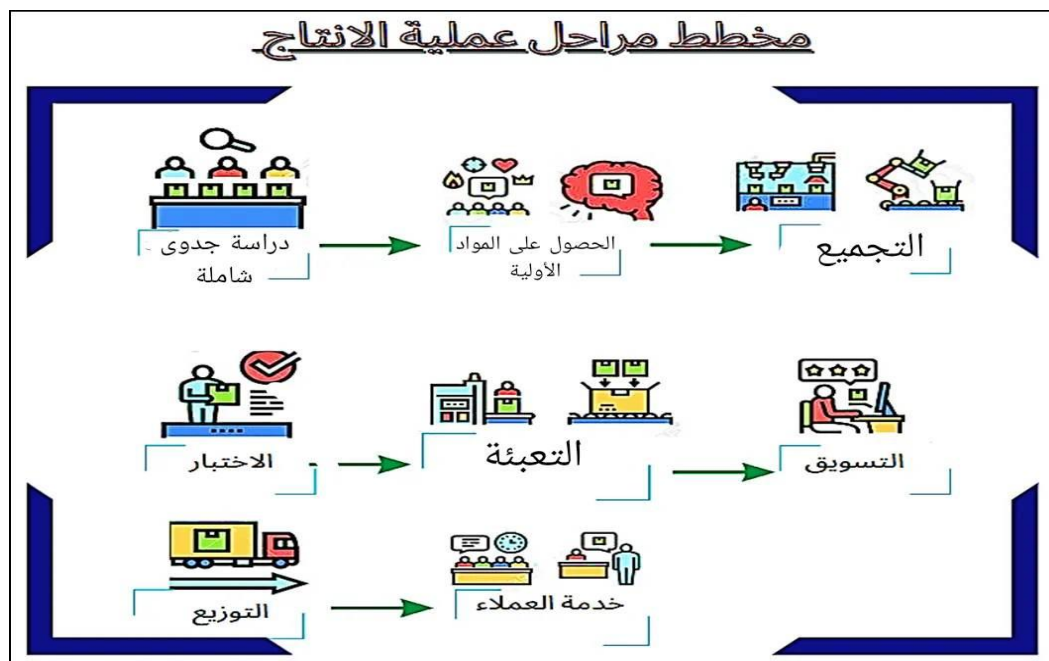 مخطط مراحل عملية الانتاج
دراسة جدوى
شاملة
الحصول على المواد
الأولية
التجميع
الاختبار
التعبئة
التسويق
التوزيع
خدمة العملاء